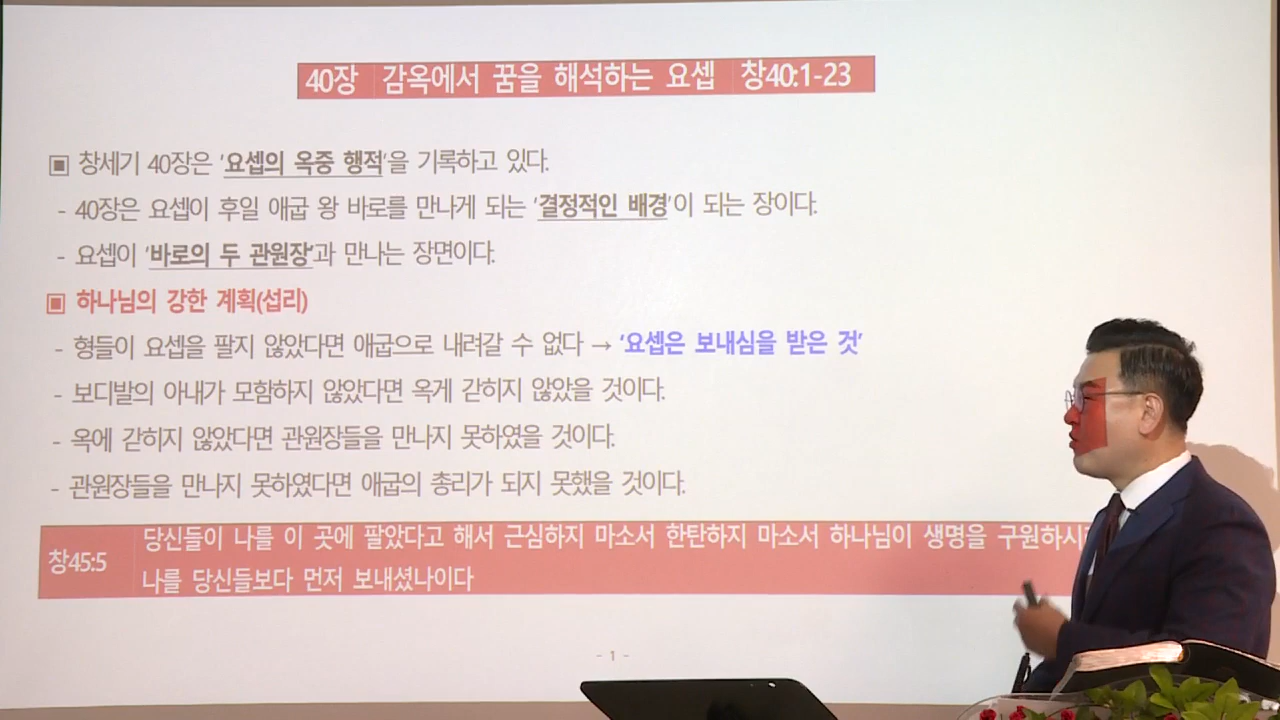 40장 감옥에서 꿈을 해석하는 요셉 창40:1-23
▣ 창세기 40장은 '요셉의 옥중 행적'을 기록하고 있다.
- 40장은 요셉이 후일 애굽 왕 바로를 만나게 되는 '결정적인 배경'이 되는 장이다.
- 요셉이 '바로의 두 관원장'과 만나는 장면이다.
▣ 하나님의 강한 계획(섭리)
- 형들이 요셉을 팔지 않았다면 애굽으로 내려갈 수 없다 → '요셉은 보내심을 받은 것'
- 보디발의 아내가 모함하지 않았다면 옥게 갇히지 않았을 것이다.
- 옥에 갇히지 않았다면 관원장들을 만나지 못하였을 것이다.
- 관원장들을 만나지 못하였다면 애굽의 총리가 되지 못했을 것이다.
창45:5
당신들이 나를 이 곳에 팔았다고 해서 근심하지 마소서 한탄하지 마소서 하나님이 생명을 구원하시
나를 당신들보다 먼저 보내셨나이다
- 1 -